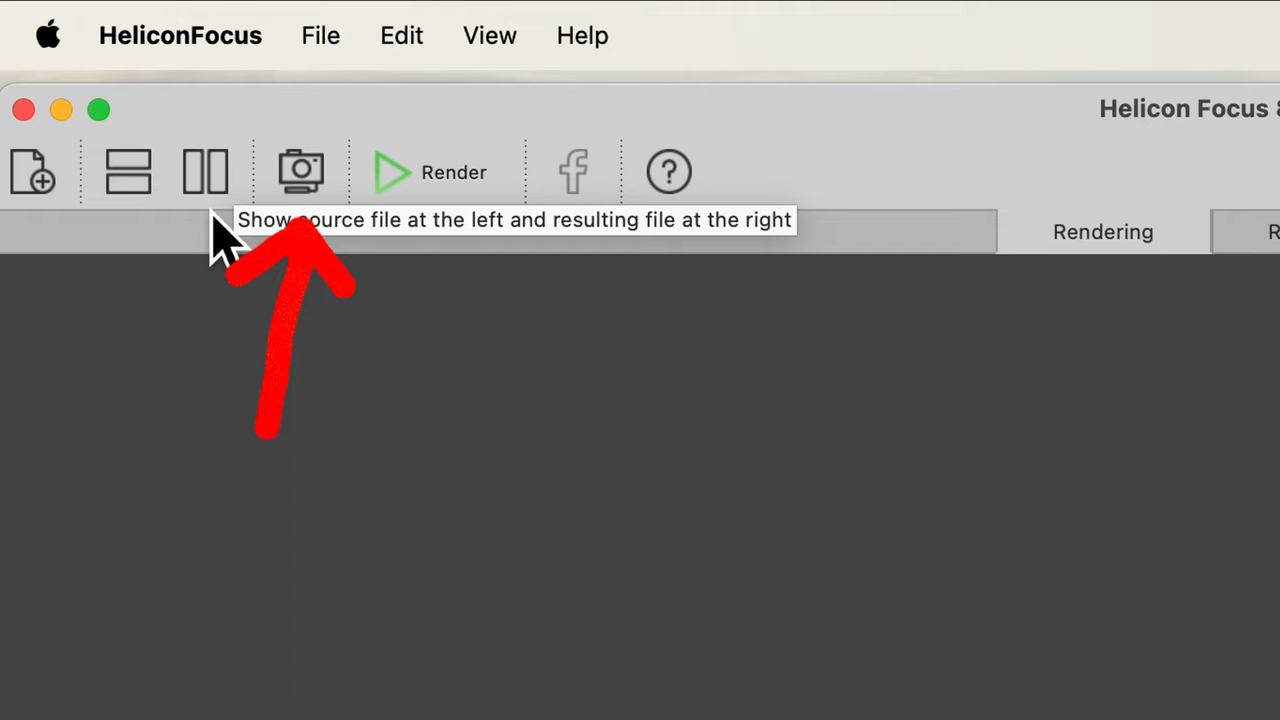 HeliconFocus File Edit View Help
Helicon Focus 8
Render
Show source file at the left and resulting file at the right
Rendering
R